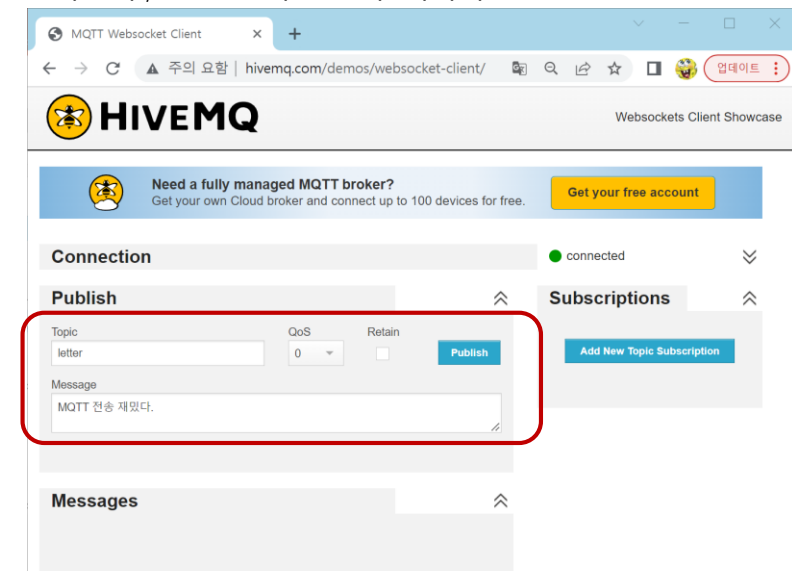 MQTT Websocket Client
주의 요함 | hivemq.com/demos/websocket-client/
업데이트
HIVEMQ
Websockets Client Showcase
Need a fully managed MQTT broker?
Get your own Cloud broker and connect up to 100 devices for free.
Get your free account
Connection
connected
Publish
Subscriptions
Topic QoS Retain
letter 0 Publish
Add New Topic Subscription
Message
MQTT 전송 재밌다.
Messages